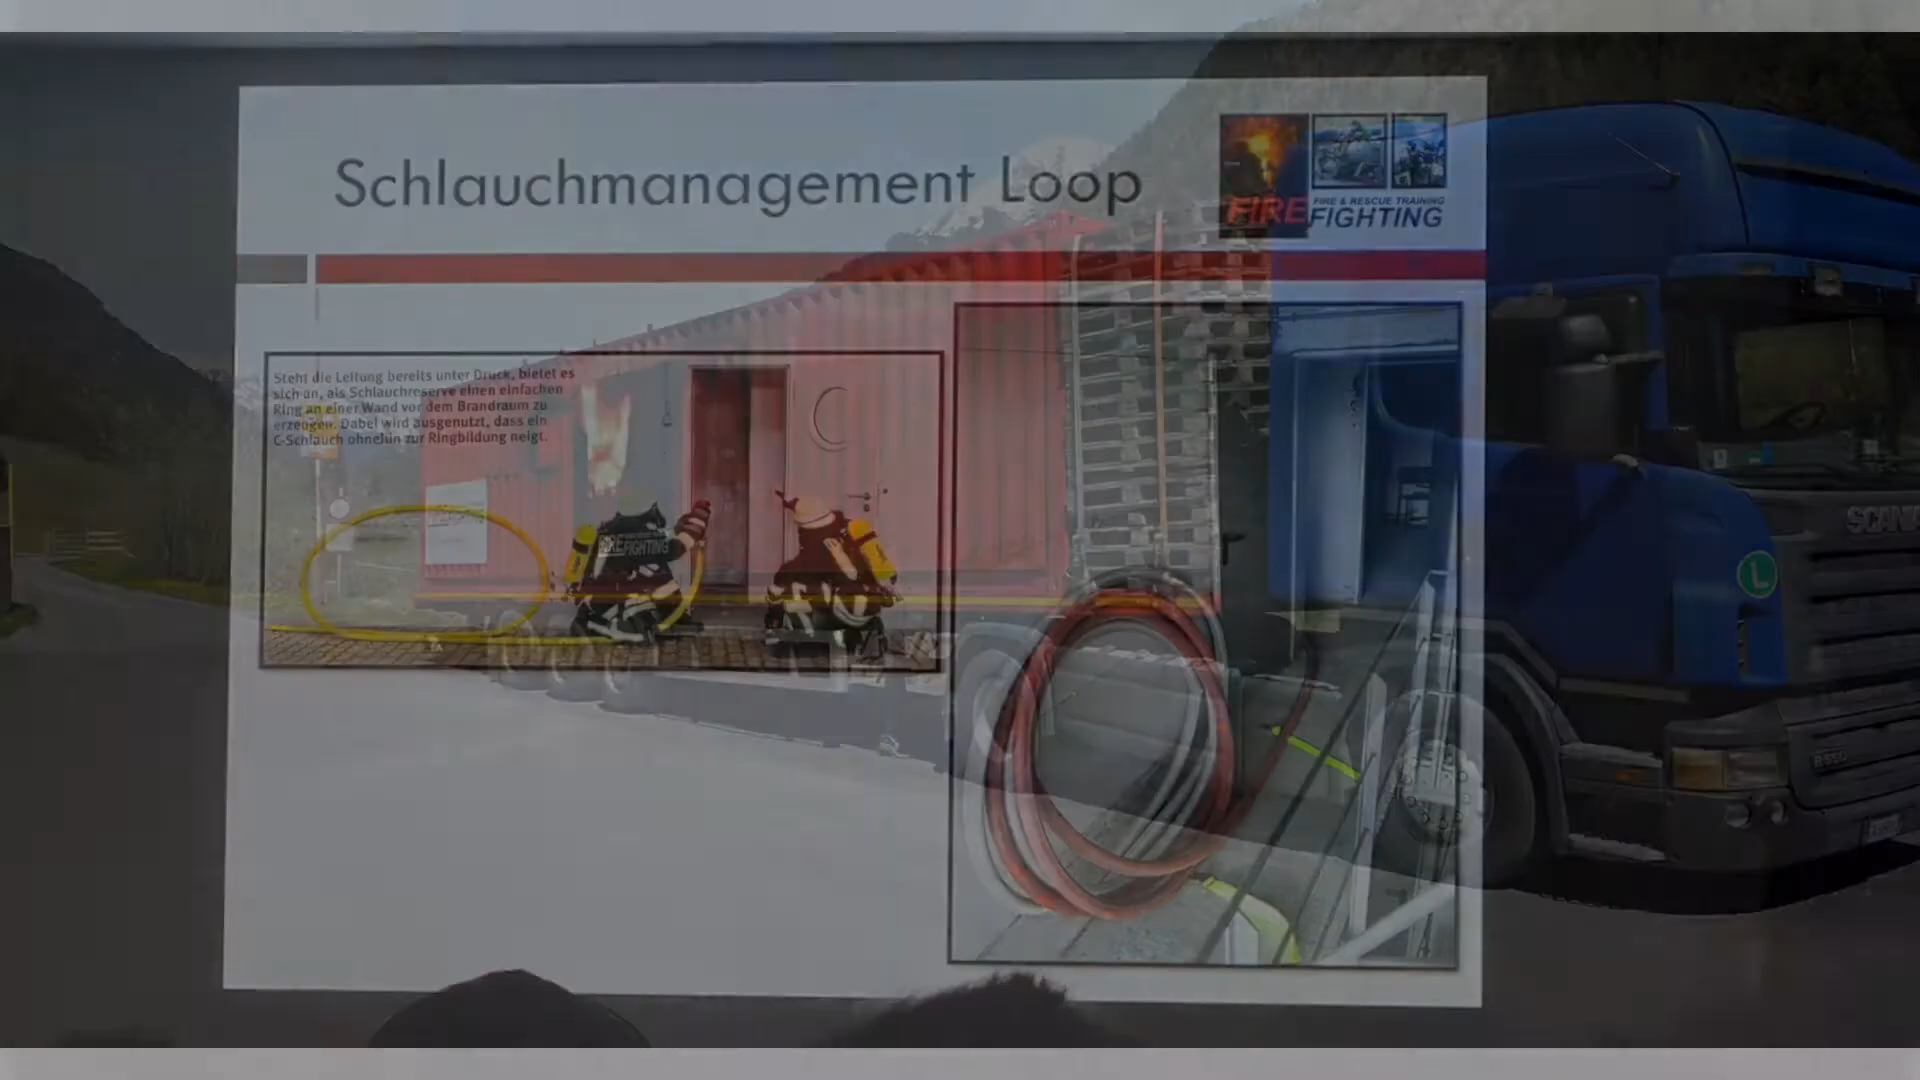 Schlauchmanagement Loop
FIRE & RESCUE TRAINING
FIREFIGHTING
Steht die Leitung bereits unter Druck, bietet es
sich an, als Schlauchreserve einen einfachen
Ring an einer Wand vor dem Brandraum zu
erzeugen. Dabei wird ausgenutzt, dass ein
C-Schlauch ohnehin zur Ringbildung neigt.
FIREFIGHTING
SCANIA
L